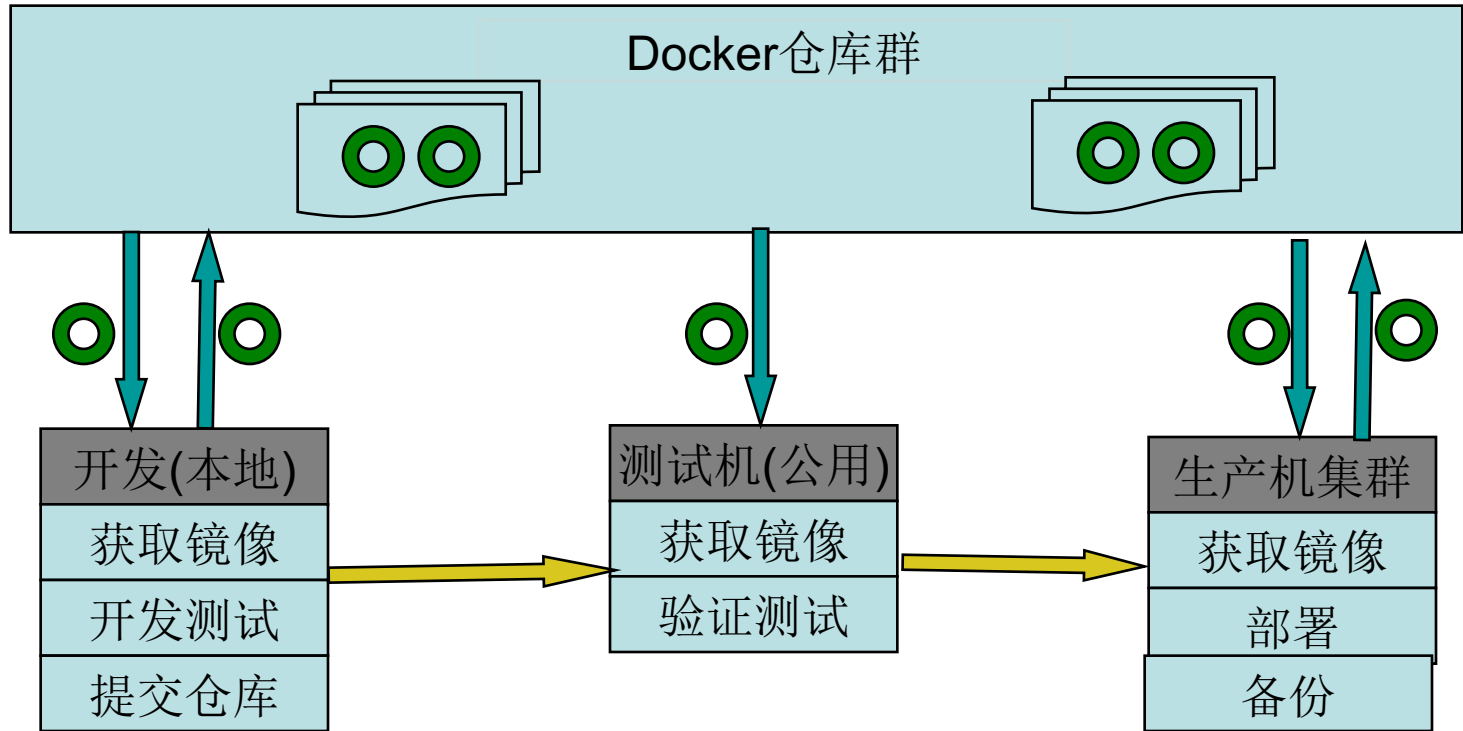 Docker仓库群
开发(本地)
获取镜像
开发测试
提交仓库
测试机(公用)
获取镜像
验证测试
生产机集群
获取镜像
部署
备份